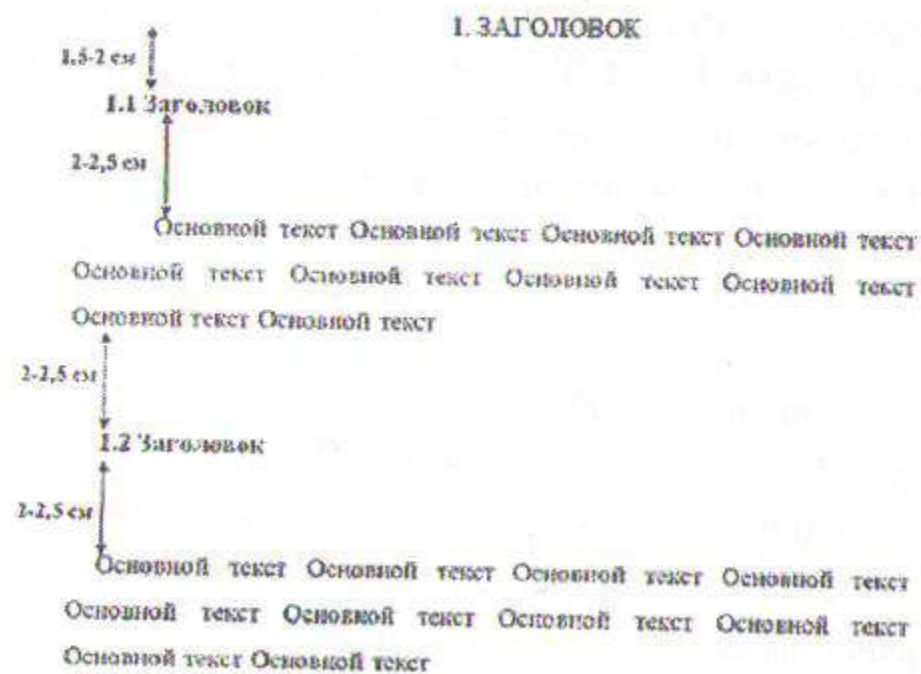 1. ЗАГОЛОВОК
1,5-2 см
1.1 Заголовок
2-2,5 см
Основной текст Основной текст Основной текст Основной текст
Основной текст Основной текст Основной текст Основной текст
Основной текст Основной текст
2-2,5 см
1.2 Заголовок
2-2,5 см
Основной текст Основной текст Основной текст Основной текст
Основной текст Основной текст Основной текст Основной текст
Основной текст Основной текст